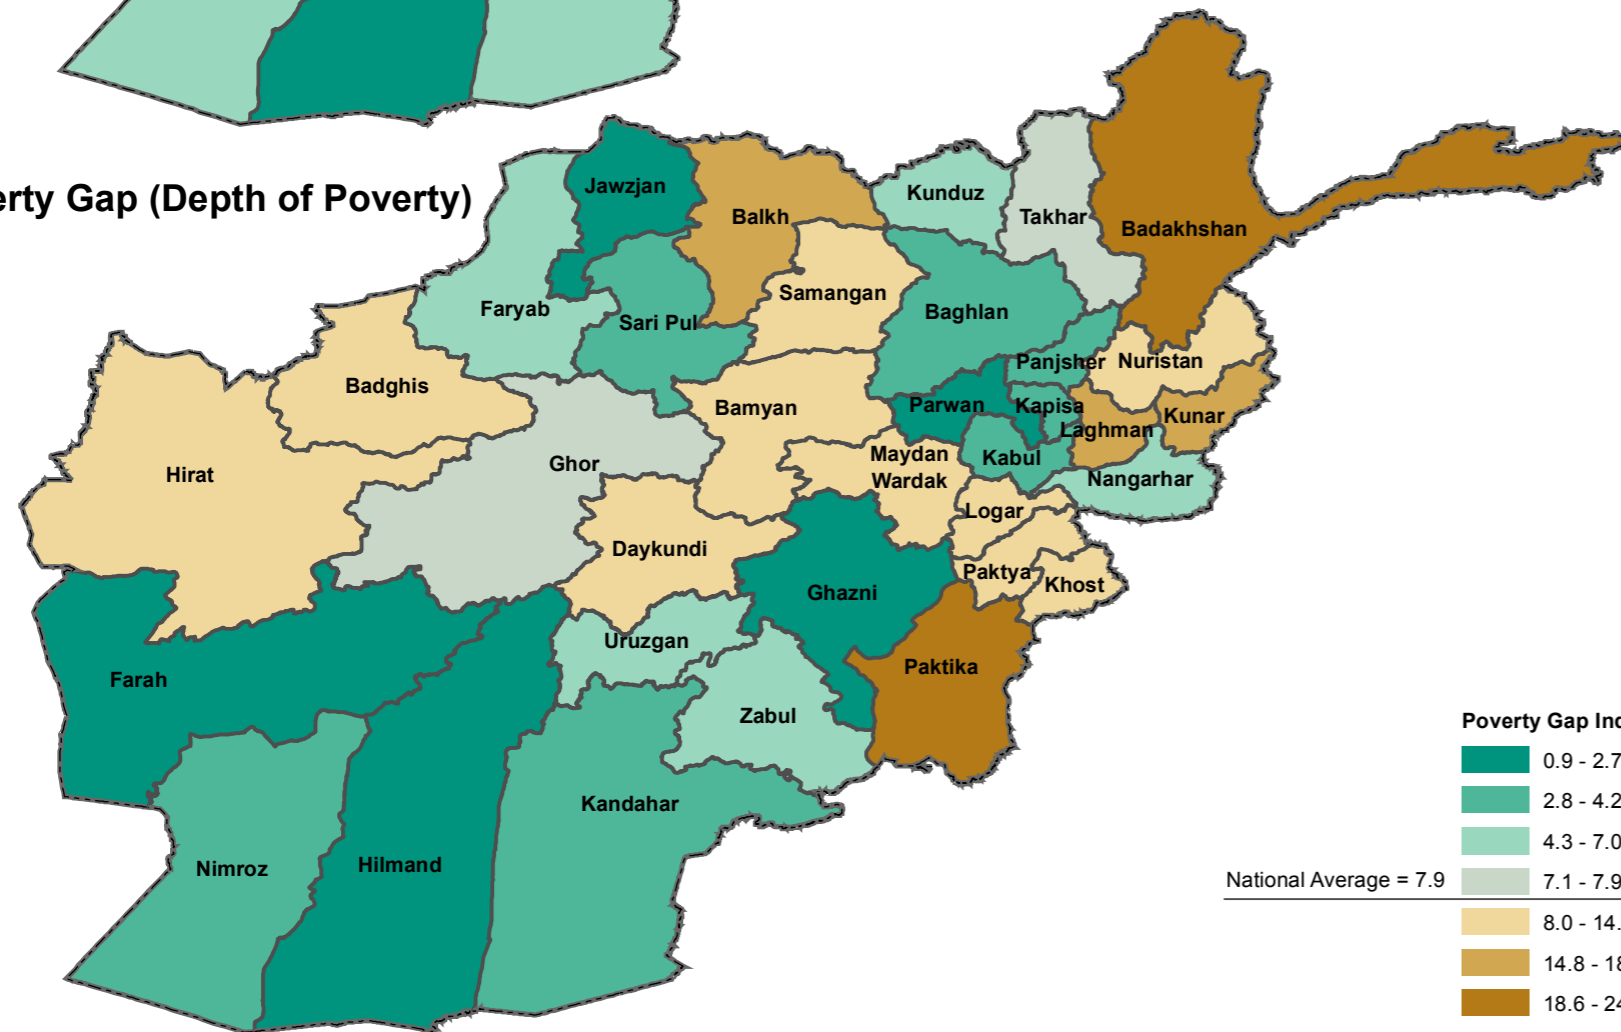 erty Gap (Depth of Poverty)
Jawzjan
Balkh
Kunduz
Takhar
Badakhshan
Faryab
Sari Pul
Samangan
Baghlan
Panjsher
Nuristan
Badghis
Bamyan
Parwan
Kapisa
Laghman
Kunar
Hirat
Ghor
Maydan
Wardak
Kabul
Nangarhar
Logar
Daykundi
Paktya
Khost
Ghazni
Uruzgan
Paktika
Farah
Zabul
Kandahar
Nimroz
Hilmand
Poverty Gap Ind
0.9 - 2.7
2.8 - 4.2
4.3 - 7.0
National Average = 7.9
7.1 - 7.9
8.0 - 14.
14.8 - 18
18.6 - 24